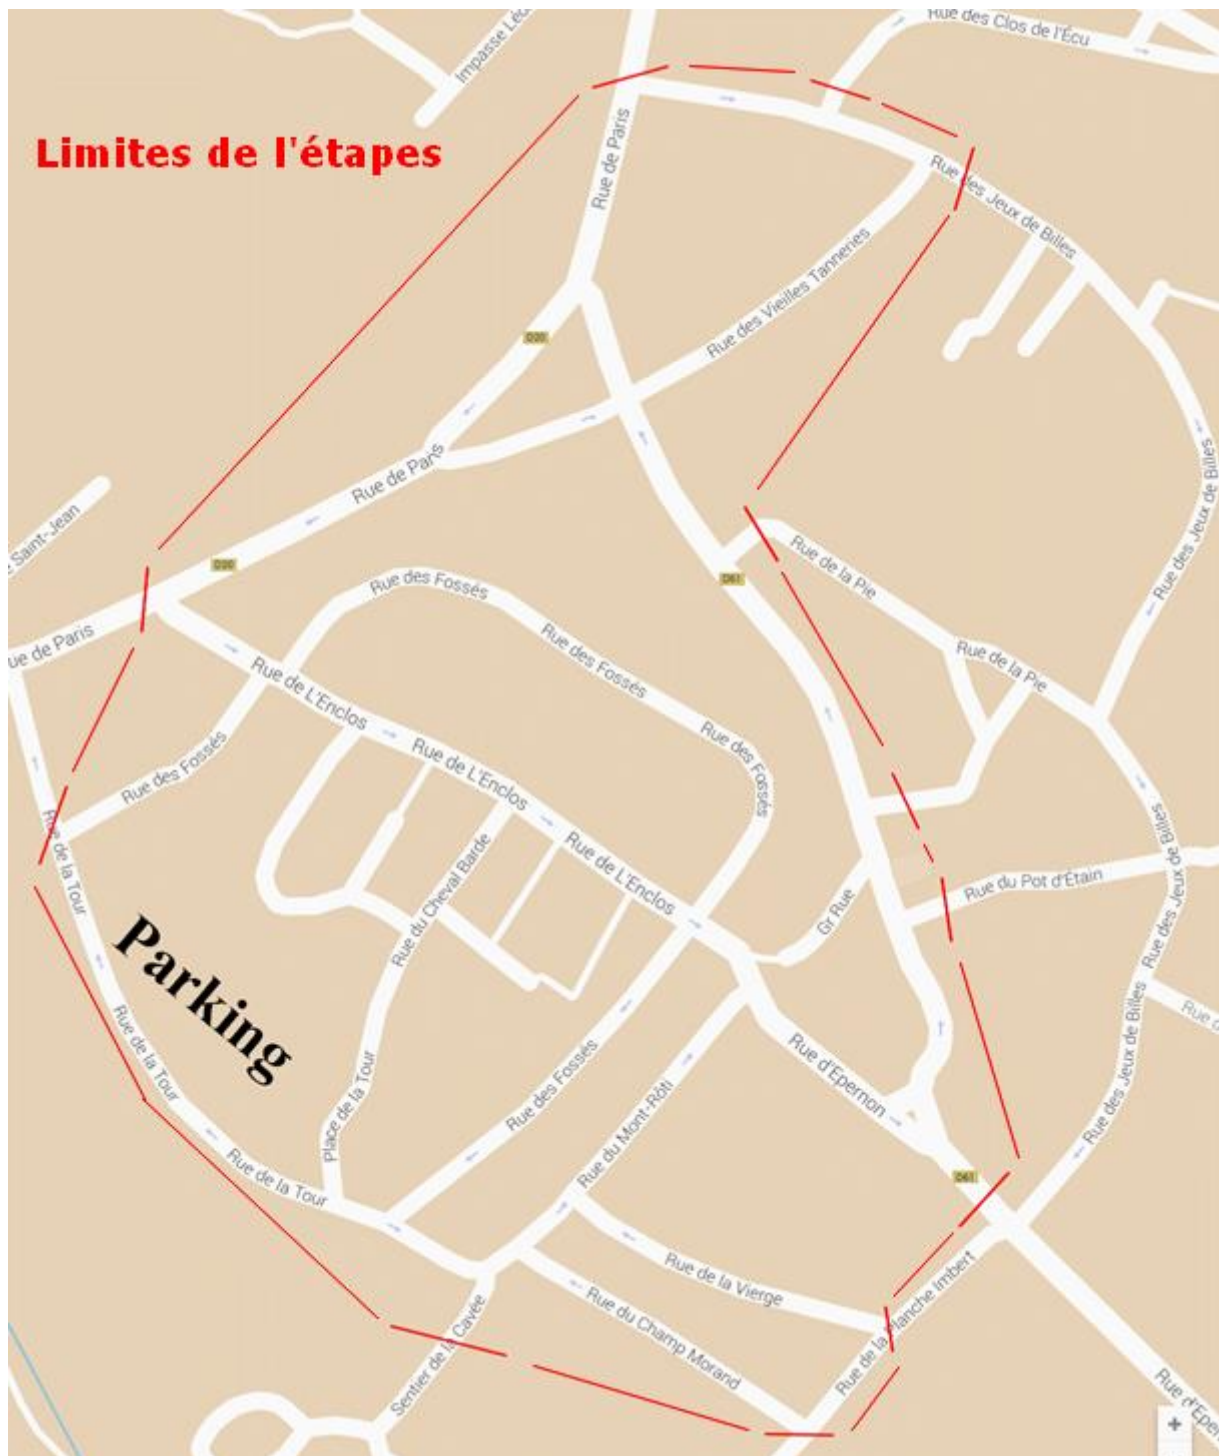 Rue des Clos de l'Écu
Impasse Léo
Limites de l'étapes
Rue de Paris
Rue des Jeux de Billes
Rue des Vieilles Tanneries
D20
Rue de Paris
Saint-Jean
Rue des Jeux de Billes
D20
D61
Rue de la Pie
Rue des Fossés
ue de Paris
Rue des Fossés
Rue de la Pie
Rue de L'Enclos
Rue des Fossés
Rue de L'Enclos
Rue des Fossés
Rue de la Tour
Rue de L'Enclos
Rue du Cheval Barde
Rue des Jeux de Billes
Rue du Pot d'Étain
Gr Rue
Parking
Rue des Jeux de Billes
Rue d
Rue de la Tour
Rue d'Epernon
Rue des Fossés
Place de la Tour
Rue du Mont-Rôti
Rue de la Tour
D61
Rue de la Vierge
Rue de la Planche Imbert
Rue du Champ Morand
Sentier de la Cavée
Rue d'Eper
+